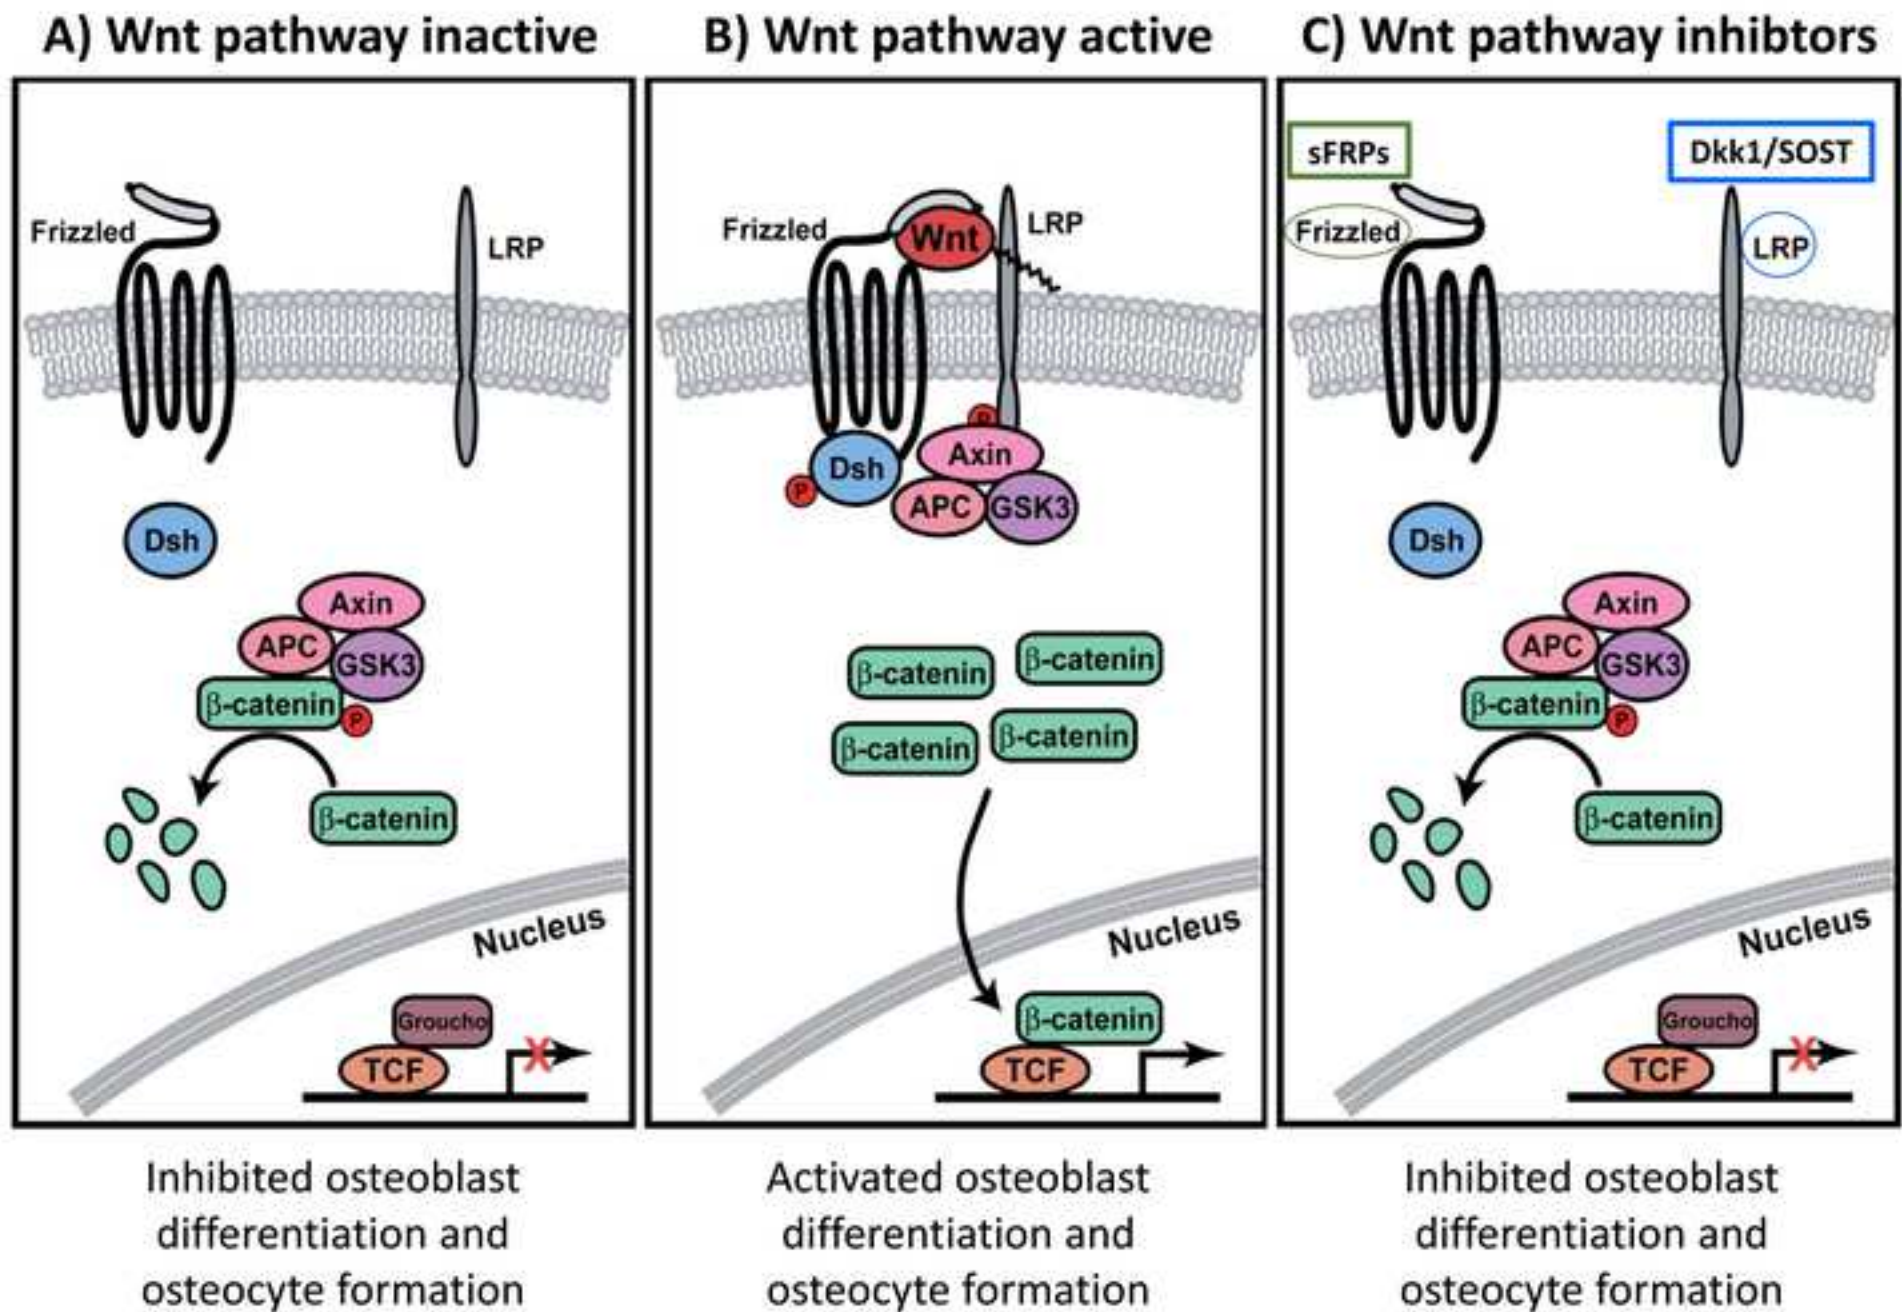 A) Wnt pathway inactive
Frizzled
LRP
Dsh
Axin
APC
GSK3
β-catenin
P
β-catenin
Nucleus
Groucho
TCF
X
Inhibited osteoblast
differentiation and
osteocyte formation
B) Wnt pathway active
Frizzled
Wnt
LRP
P
Dsh
P
Axin
APC
GSK3
β-catenin
β-catenin
β-catenin
β-catenin
Nucleus
β-catenin
TCF
Activated osteoblast
differentiation and
osteocyte formation
C) Wnt pathway inhibtors
sFRPs
Dkk1/SOST
Frizzled
LRP
Dsh
Axin
APC
GSK3
β-catenin
P
β-catenin
Nucleus
Groucho
TCF
X
Inhibited osteoblast
differentiation and
osteocyte formation